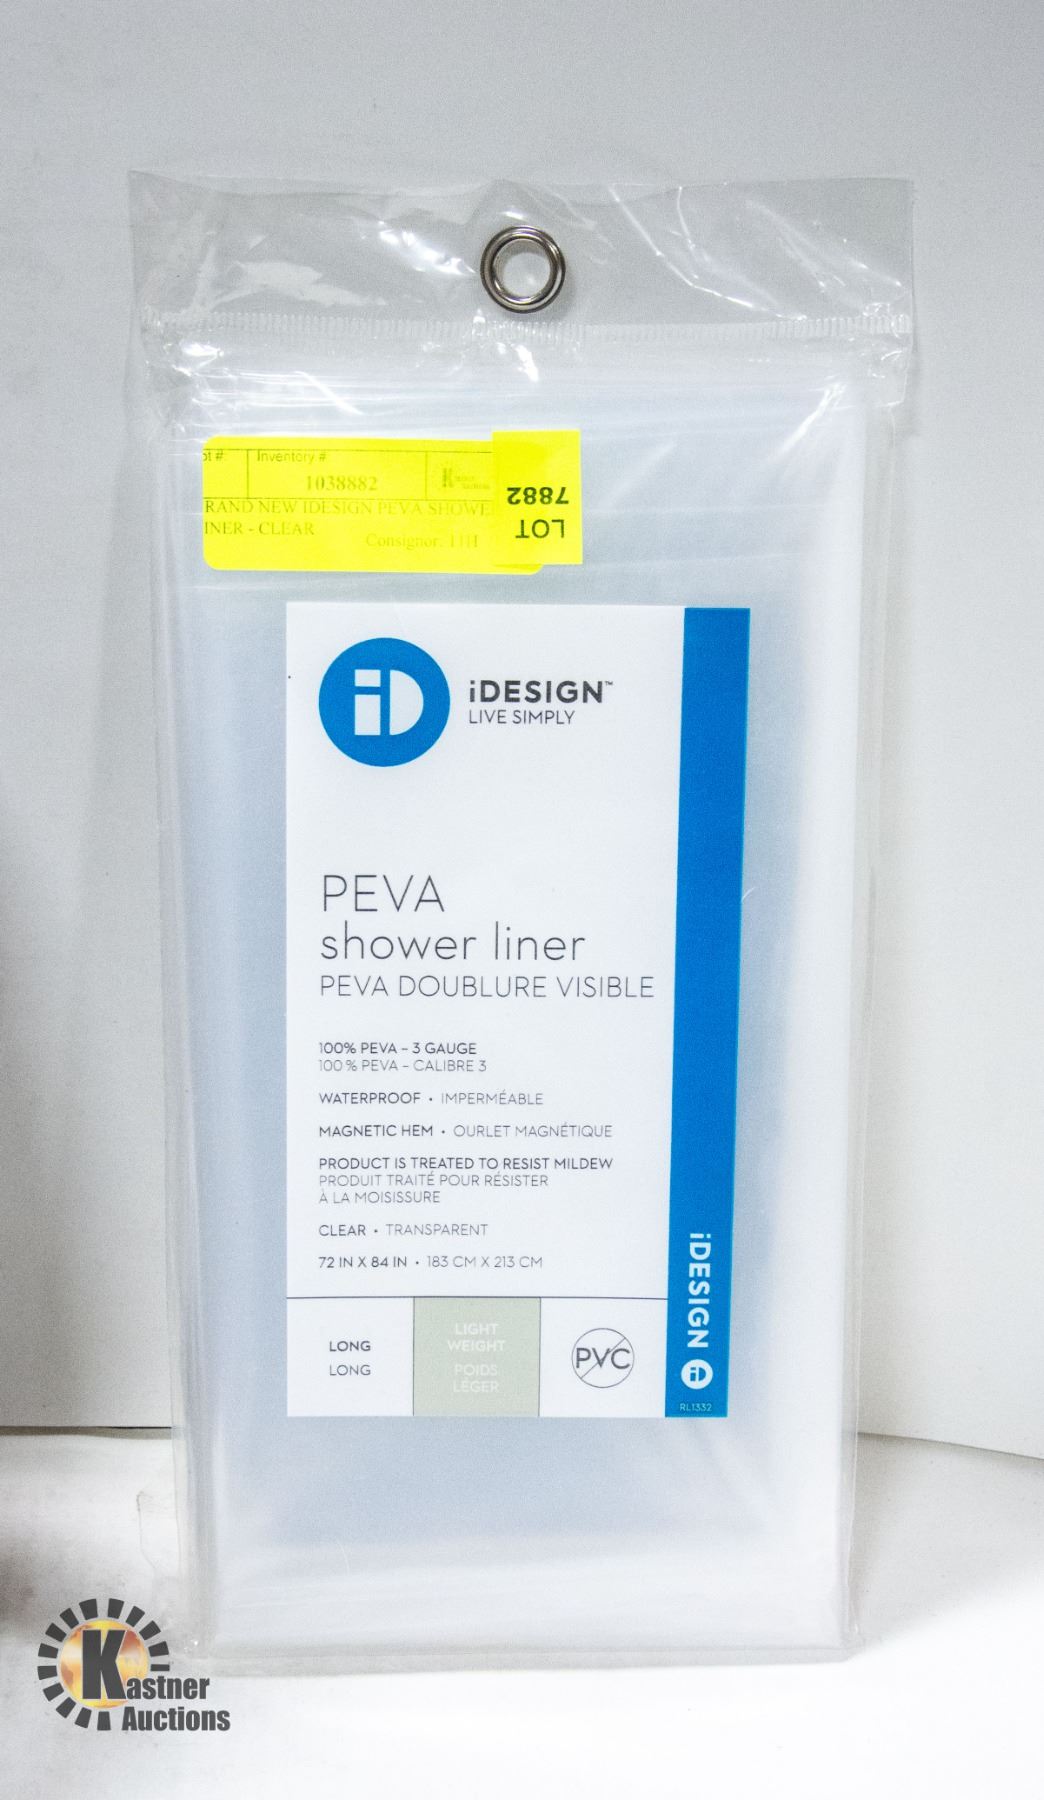 ot #: Inventory #
1038882
RAND NEW IDESIGN PEVA SHOWE
INER - CLEAR
Consignor:
LOT
7882
iD
iDESIGN™
LIVE SIMPLY
PEVA
shower liner
PEVA DOUBLURE VISIBLE
100% PEVA – 3 GAUGE
100 % PEVA – CALIBRE 3
WATERPROOF • IMPERMÉABLE
MAGNETIC HEM • OURLET MAGNÉTIQUE
PRODUCT IS TREATED TO RESIST MILDEW
PRODUIT TRAITÉ POUR RÉSISTER
À LA MOISISSURE
CLEAR • TRANSPARENT
72 IN X 84 IN • 183 CM X 213 CM
LONG
LONG
LIGHT
WEIGHT
POIDS
LÉGER
PVC
iDESIGN iD
RL1332
Kastner
Auctions